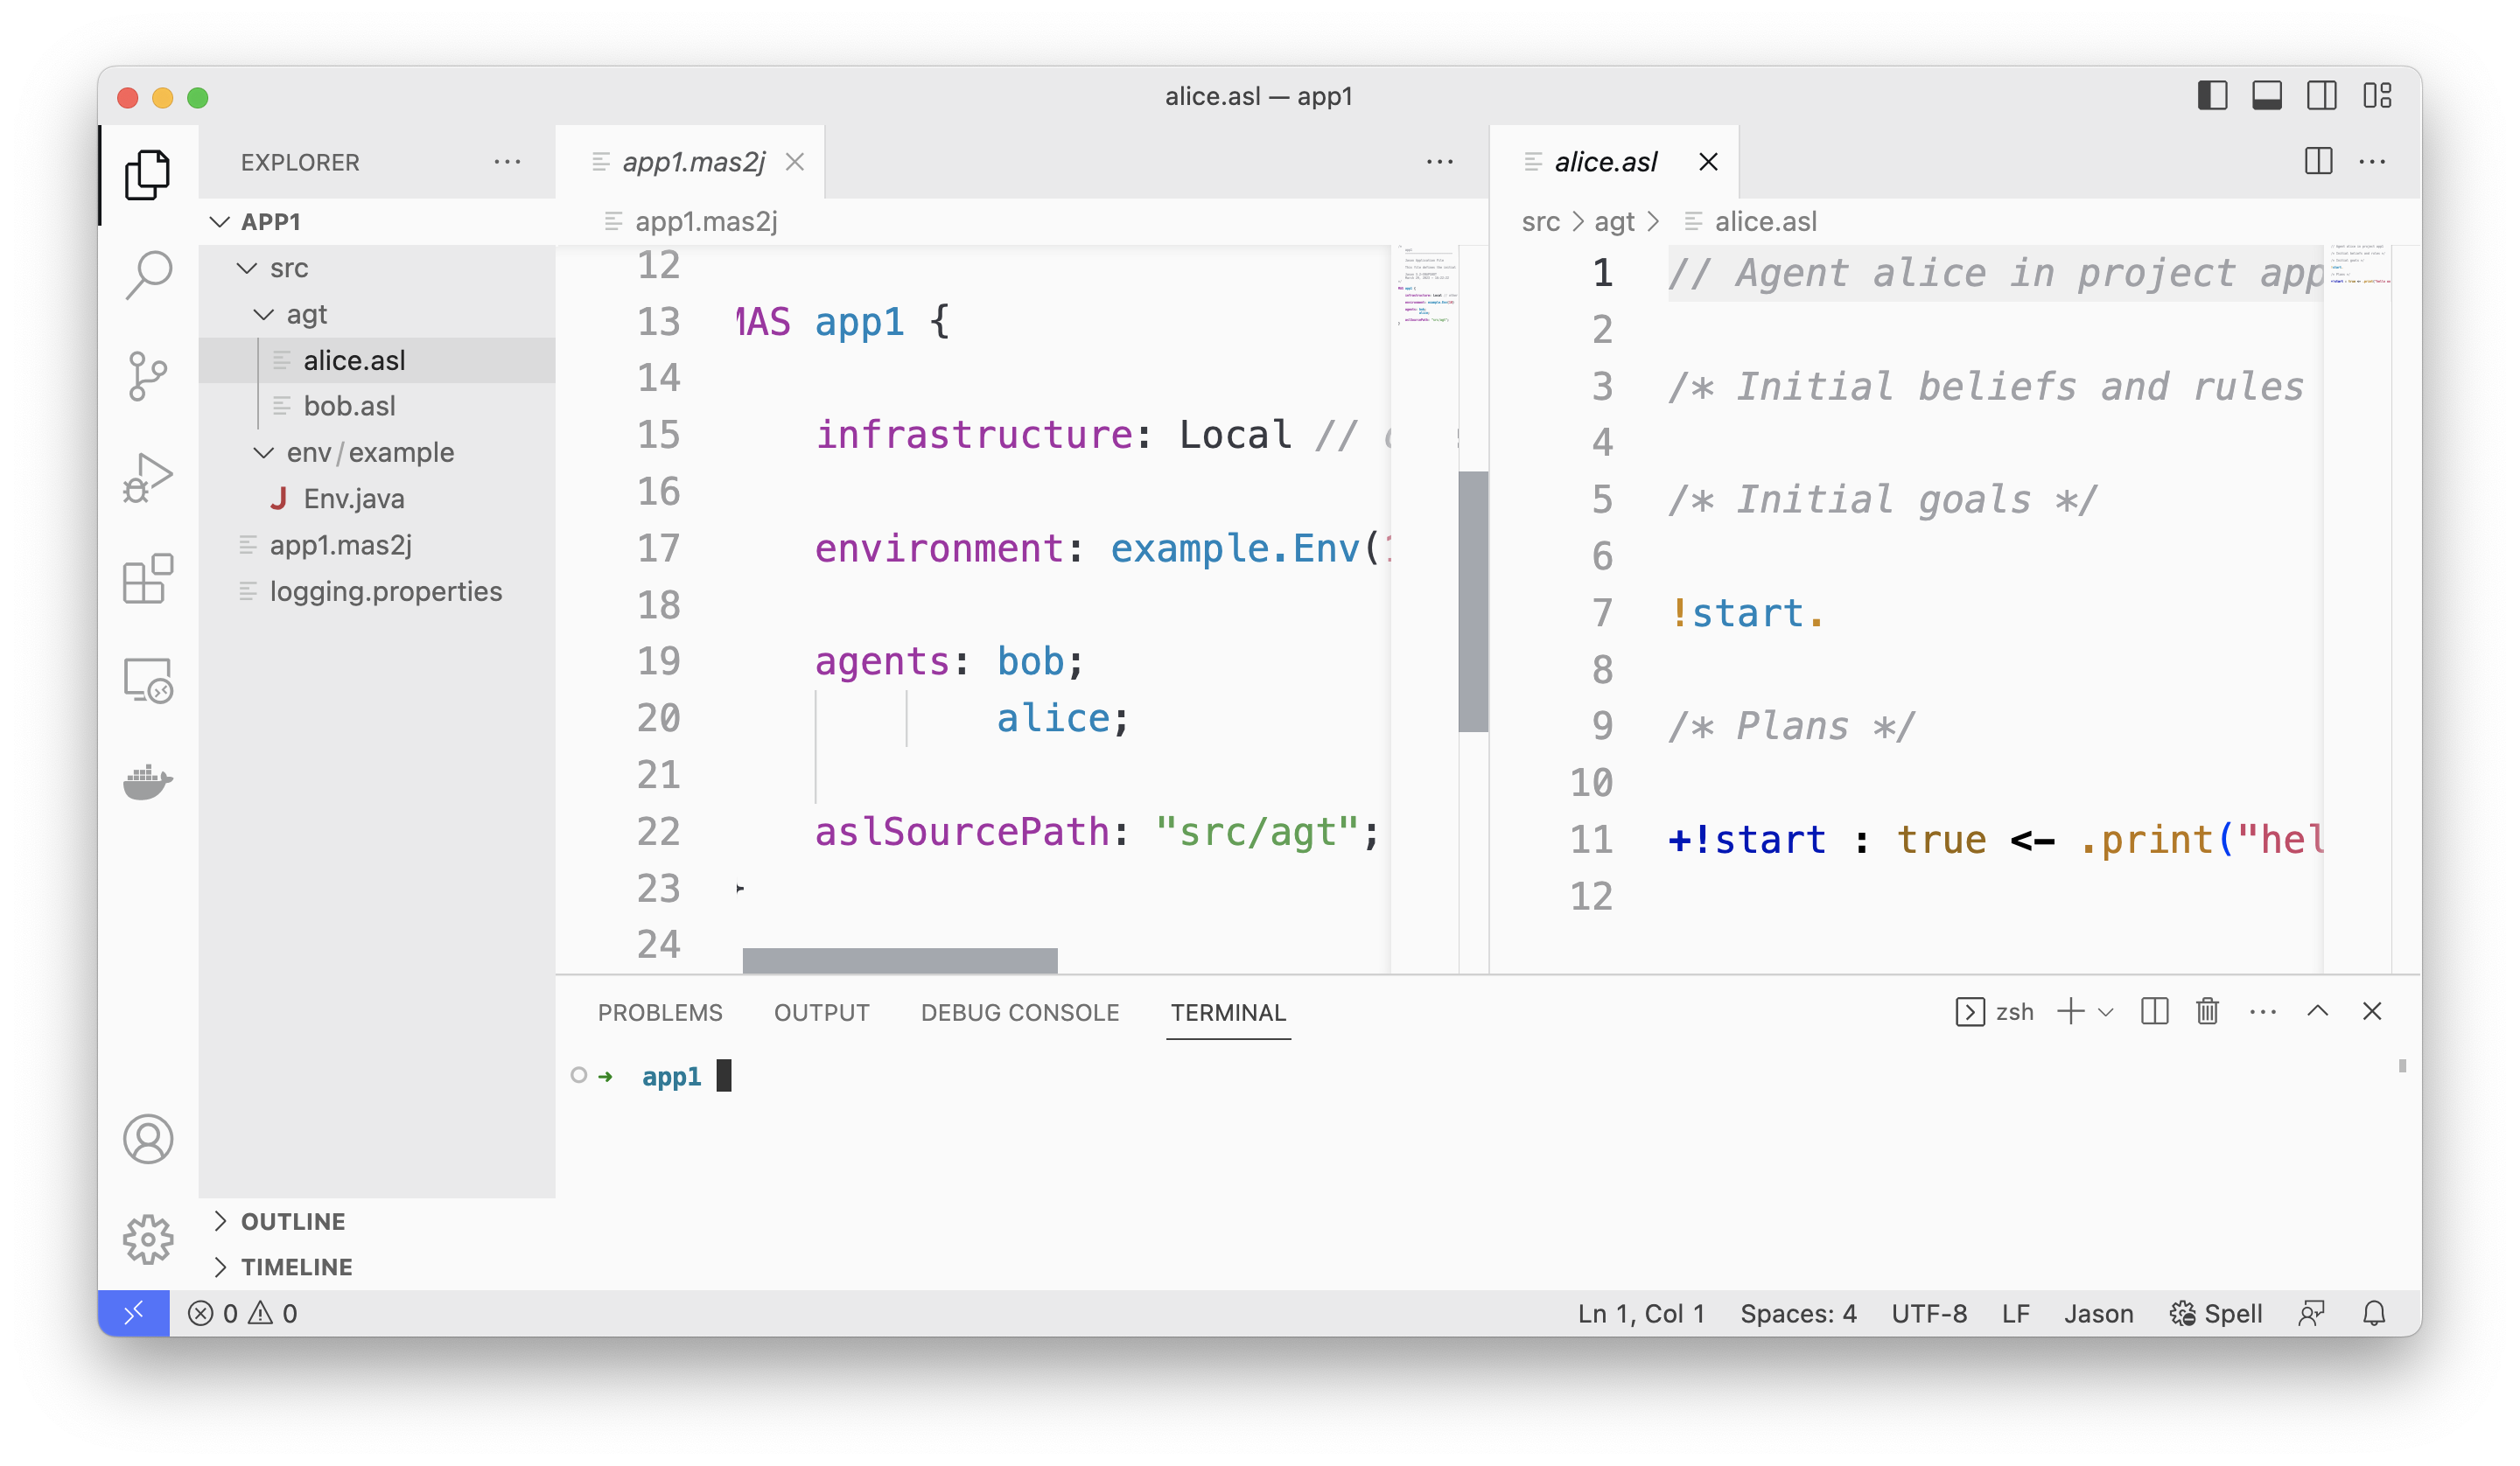 alice.asl — app1
EXPLORER
APP1
src
agt
alice.asl
bob.asl
env/example
J Env.java
app1.mas2j
logging.properties
OUTLINE
TIMELINE
app1.mas2j
app1.mas2j
12
13 MAS app1 {
14
15 infrastructure: Local //
16
17 environment: example.Env(1
18
19 agents: bob;
20 alice;
21
22 aslSourcePath: "src/agt";
23 }
24
alice.asl
src > agt > alice.asl
1 // Agent alice in project app
2
3 /* Initial beliefs and rules
4
5 /* Initial goals */
6
7 !start.
8
9 /* Plans */
10
11 +!start : true <- .print("hel
12
PROBLEMS OUTPUT DEBUG CONSOLE TERMINAL
zsh
→ app1
0 0
Ln 1, Col 1 Spaces: 4 UTF-8 LF Jason Spell